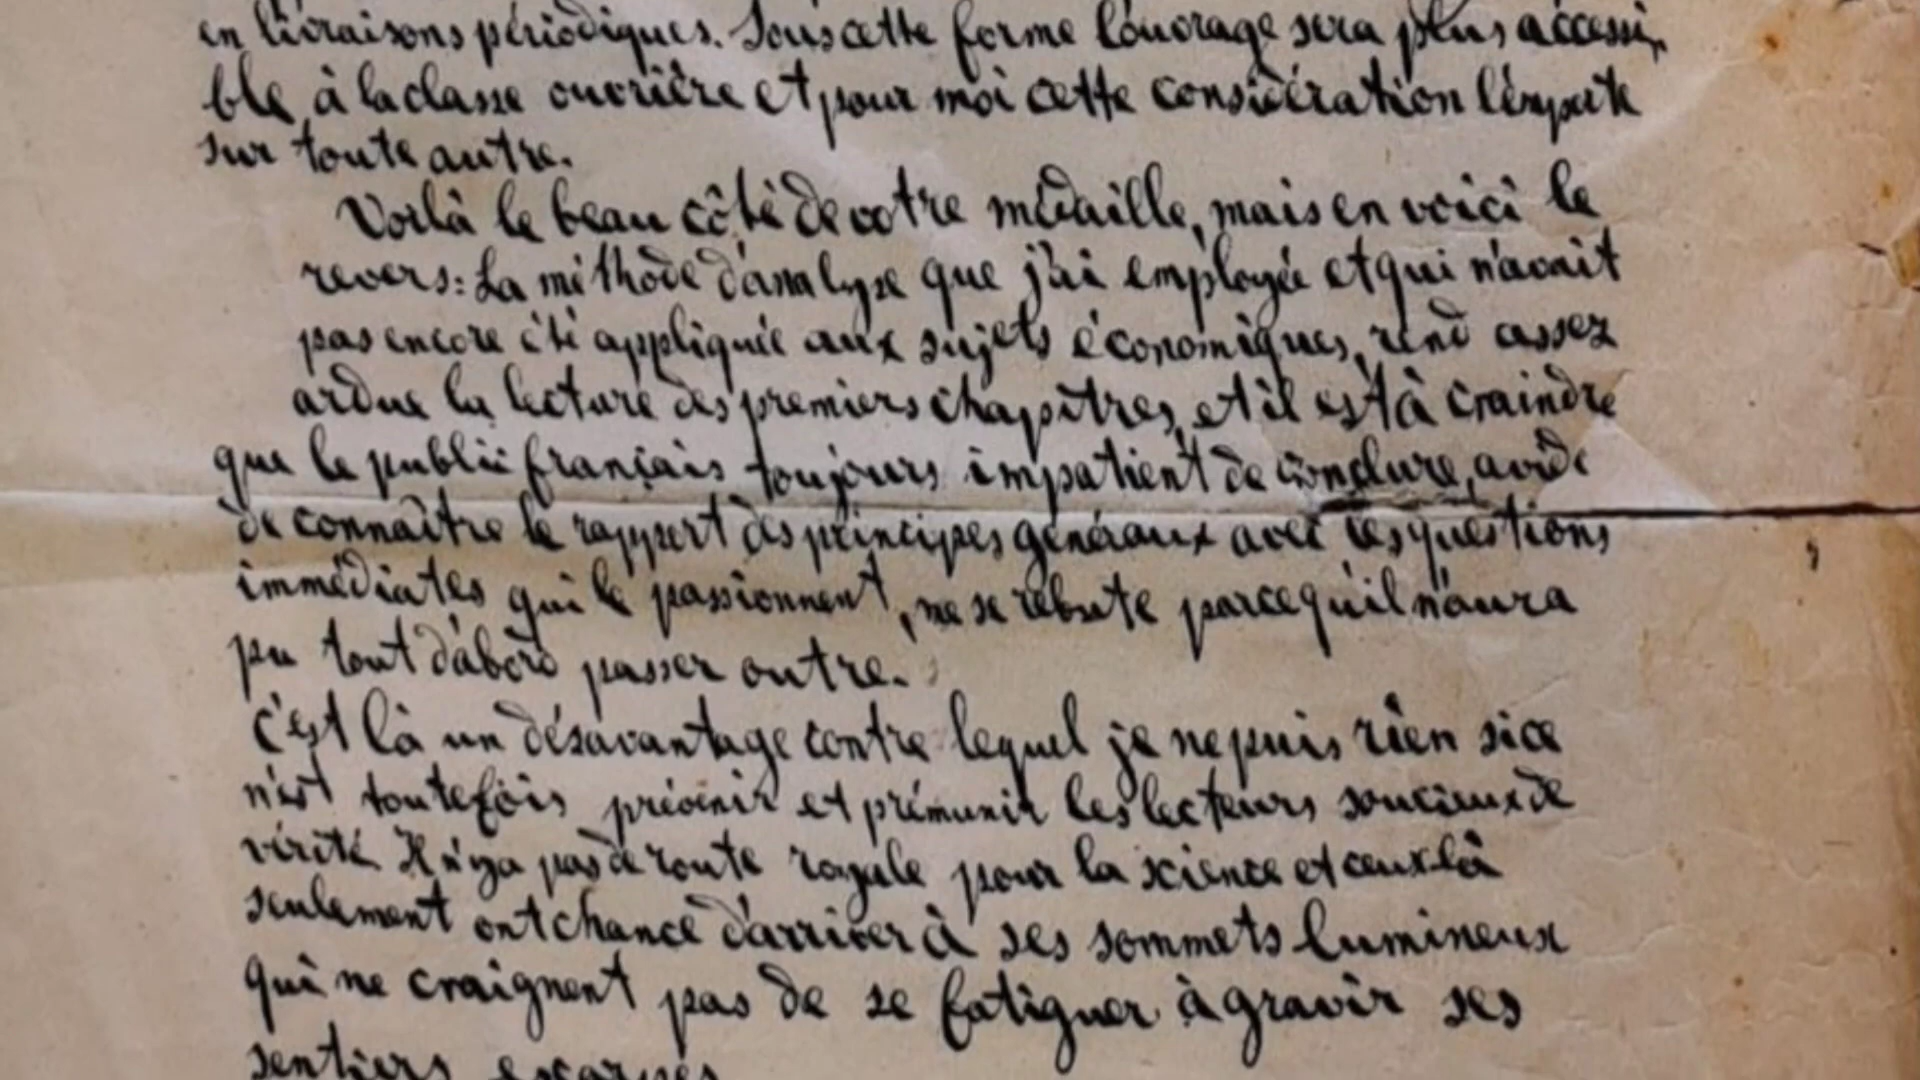 en livraisons périodiques. Sous cette forme l'ouvrage sera plus accessi-
ble à la classe ouvrière et pour moi cette considération l'emporte
sur toute autre.
Voilà le beau côté de votre médaille, mais en voici le
revers: La méthode d'analyse que j'ai employée et qui n'avait
pas encore été appliquée aux sujets économiques, rend assez
ardue la lecture des premiers chapîtres, et il est à craindre
que le public français toujours impatient de conclure, avide
de connaître le rapport des principes généraux avec les questions
immédiates qui le passionnent, ne se rebute parcequ'il n'aura
pu tout d'abord passer outre.
C'est là un désavantage contre lequel je ne puis rien si ce
n'est toutefois prévenir et prémunir les lecteurs soucieux de
vérité. Il n'y a pas de route royale pour la science et ceux-là
seulement ont chance d'arriver à ses sommets lumineux
qui ne craignent pas de se fatiguer à gravir ses
sentiers escarpés